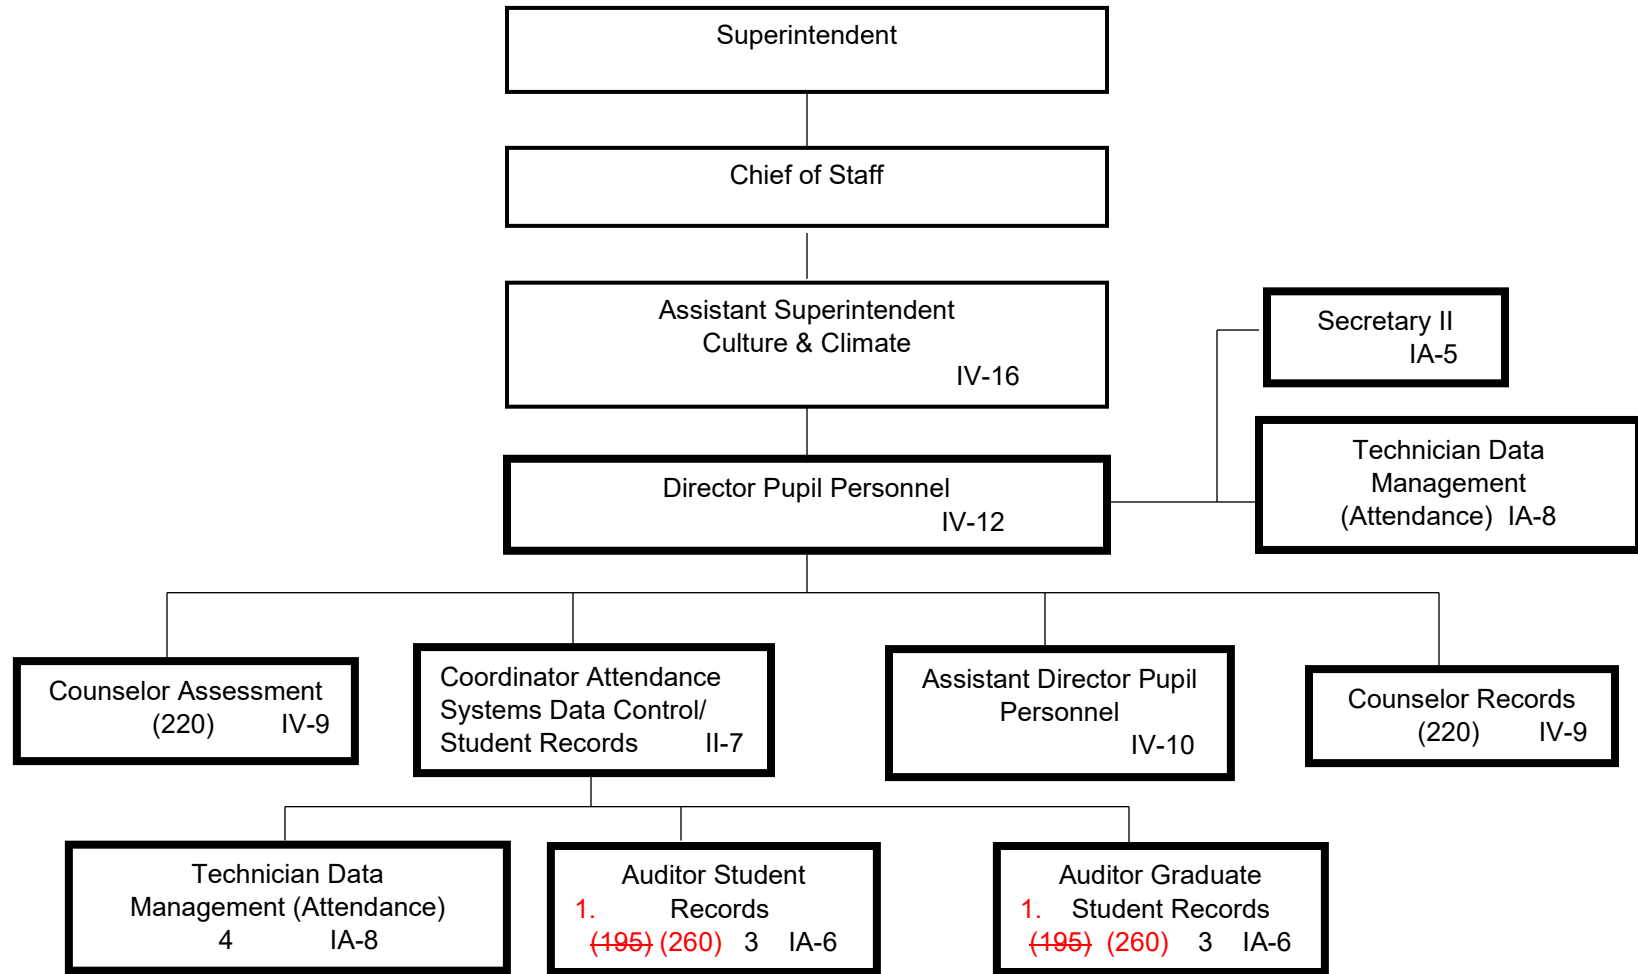 Superintendent
Chief of Staff
Assistant Superintendent
Culture & Climate
IV-16
Secretary II
IA-5
Technician Data
Management
(Attendance) IA-8
Director Pupil Personnel
IV-12
Counselor Assessment
(220) IV-9
Coordinator Attendance
Systems Data Control/
Student Records II-7
Assistant Director Pupil
Personnel
IV-10
Counselor Records
(220) IV-9
Technician Data
Management (Attendance)
4 IA-8
Auditor Student
1. Records
(195) (260) 3 IA-6
Auditor Graduate
1. Student Records
(195) (260) 3 IA-6